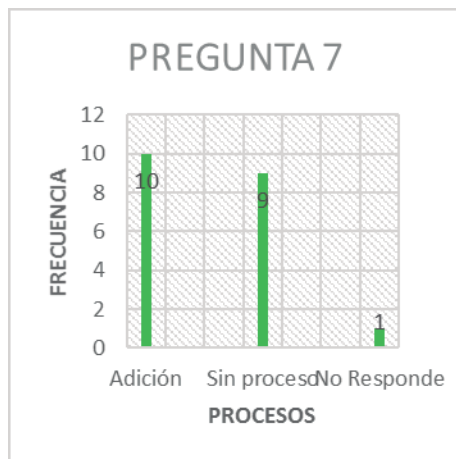 PREGUNTA 7
12
10
8
6
4
2
0
FRECUENCIA
10
9
1
Adición Sin proceso No Responde
PROCESOS